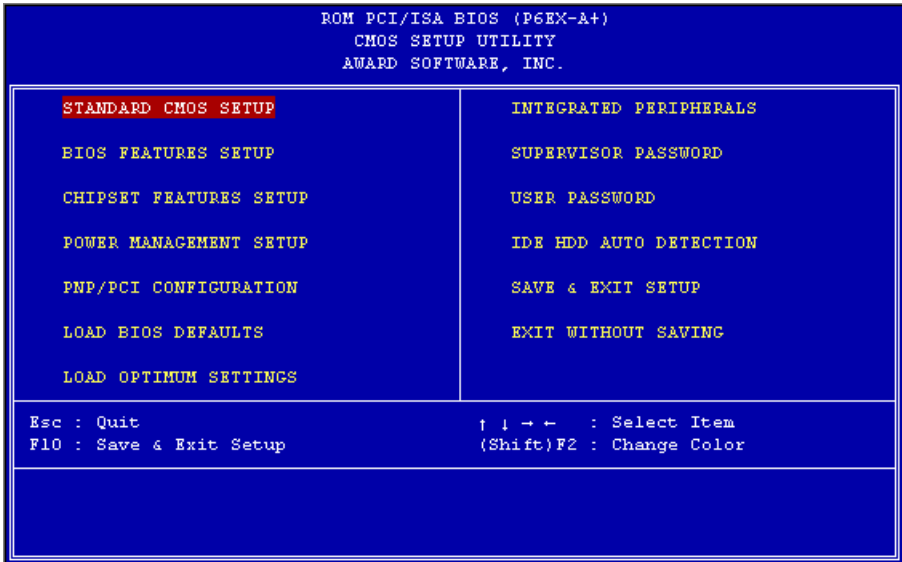 ROM PCI/ISA BIOS (P6EX-A+)
CMOS SETUP UTILITY
AWARD SOFTWARE, INC.
STANDARD CMOS SETUP
BIOS FEATURES SETUP
CHIPSET FEATURES SETUP
POWER MANAGEMENT SETUP
PNP/PCI CONFIGURATION
LOAD BIOS DEFAULTS
LOAD OPTIMUM SETTINGS
INTEGRATED PERIPHERALS
SUPERVISOR PASSWORD
USER PASSWORD
IDE HDD AUTO DETECTION
SAVE & EXIT SETUP
EXIT WITHOUT SAVING
Esc : Quit
F10 : Save & Exit Setup
↑ ↓ → ← : Select Item
(Shift)F2 : Change Color